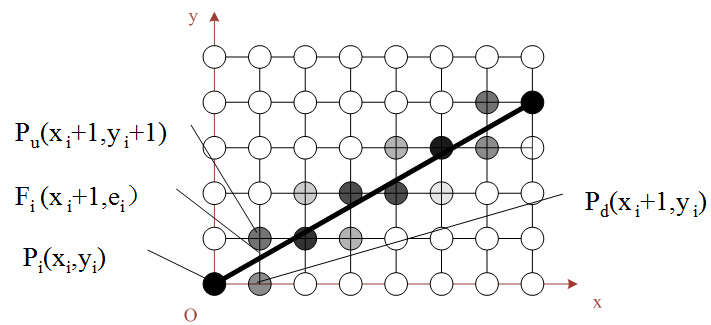 y
Pu(xi+1,yi+1)
Fi(xi+1,ei)
Pd(xi+1,yi)
Pi(xi,yi)
x
O